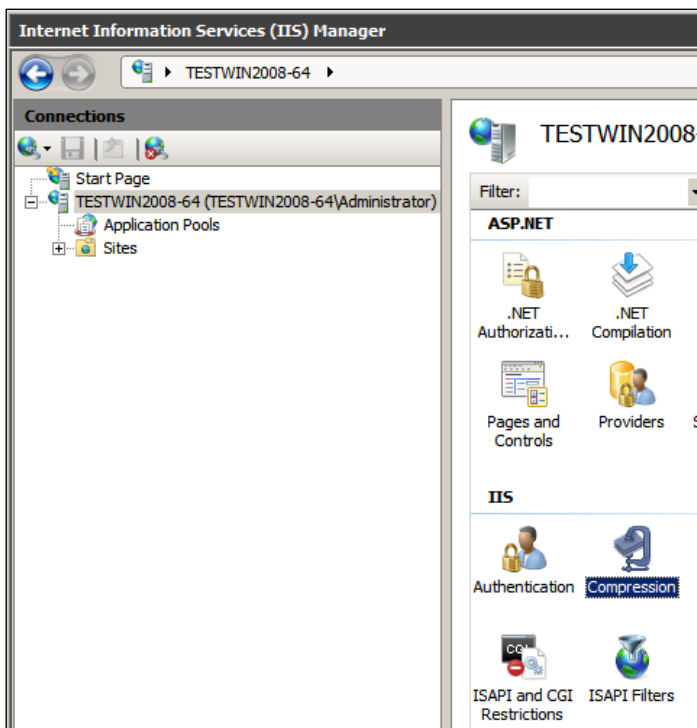 Internet Information Services (IIS) Manager
TESTWIN2008-64
Connections
Start Page
TESTWIN2008-64 (TESTWIN2008-64\Administrator)
Application Pools
Sites
TESTWIN2008-
Filter:
ASP.NET
.NET
Authorizati...
.NET
Compilation
Pages and
Controls
Providers
S
IIS
Authentication
Compression
CGI
ISAPI and CGI
Restrictions
ISAPI Filters